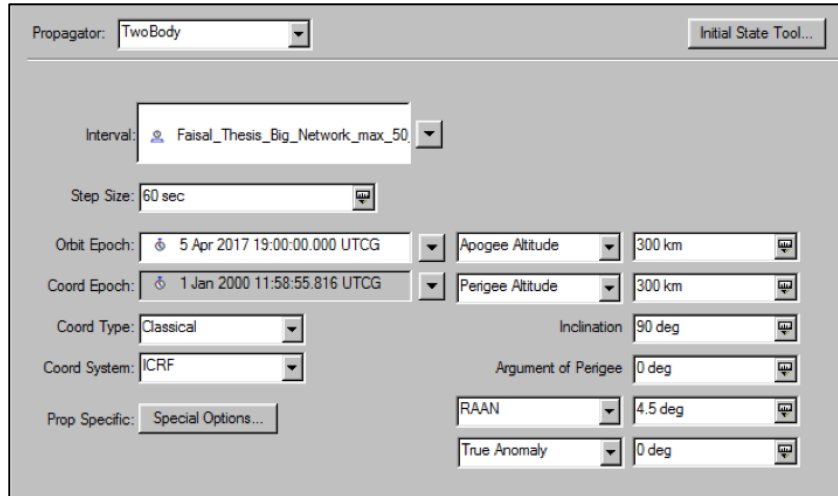 Propagator: TwoBody Initial State Tool...
Interval: Faisal_Thesis_Big_Network_max_50_
Step Size: 60 sec
Orbit Epoch: 5 Apr 2017 19:00:00.000 UTCG Apogee Altitude 300 km
Coord Epoch: 1 Jan 2000 11:58:55.816 UTCG Perigee Altitude 300 km
Coord Type: Classical Inclination 90 deg
Coord System: ICRF Argument of Perigee 0 deg
Prop Specific: Special Options... RAAN 4.5 deg
True Anomaly 0 deg